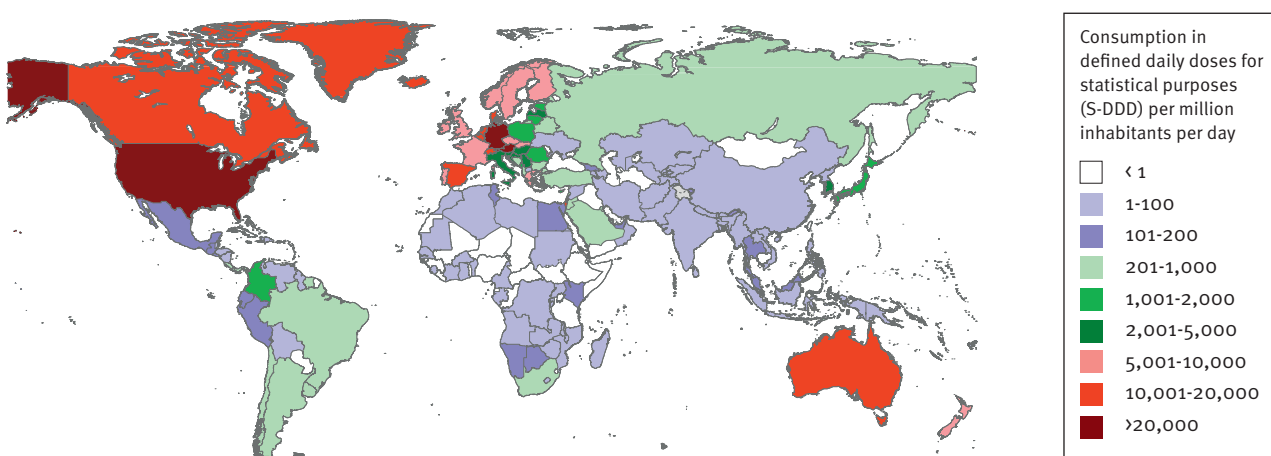 Consumption in
defined daily doses for
statistical purposes
(S-DDD) per million
inhabitants per day
‹ 1
1-100
101-200
201-1,000
1,001-2,000
2,001-5,000
5,001-10,000
10,001-20,000
›20,000